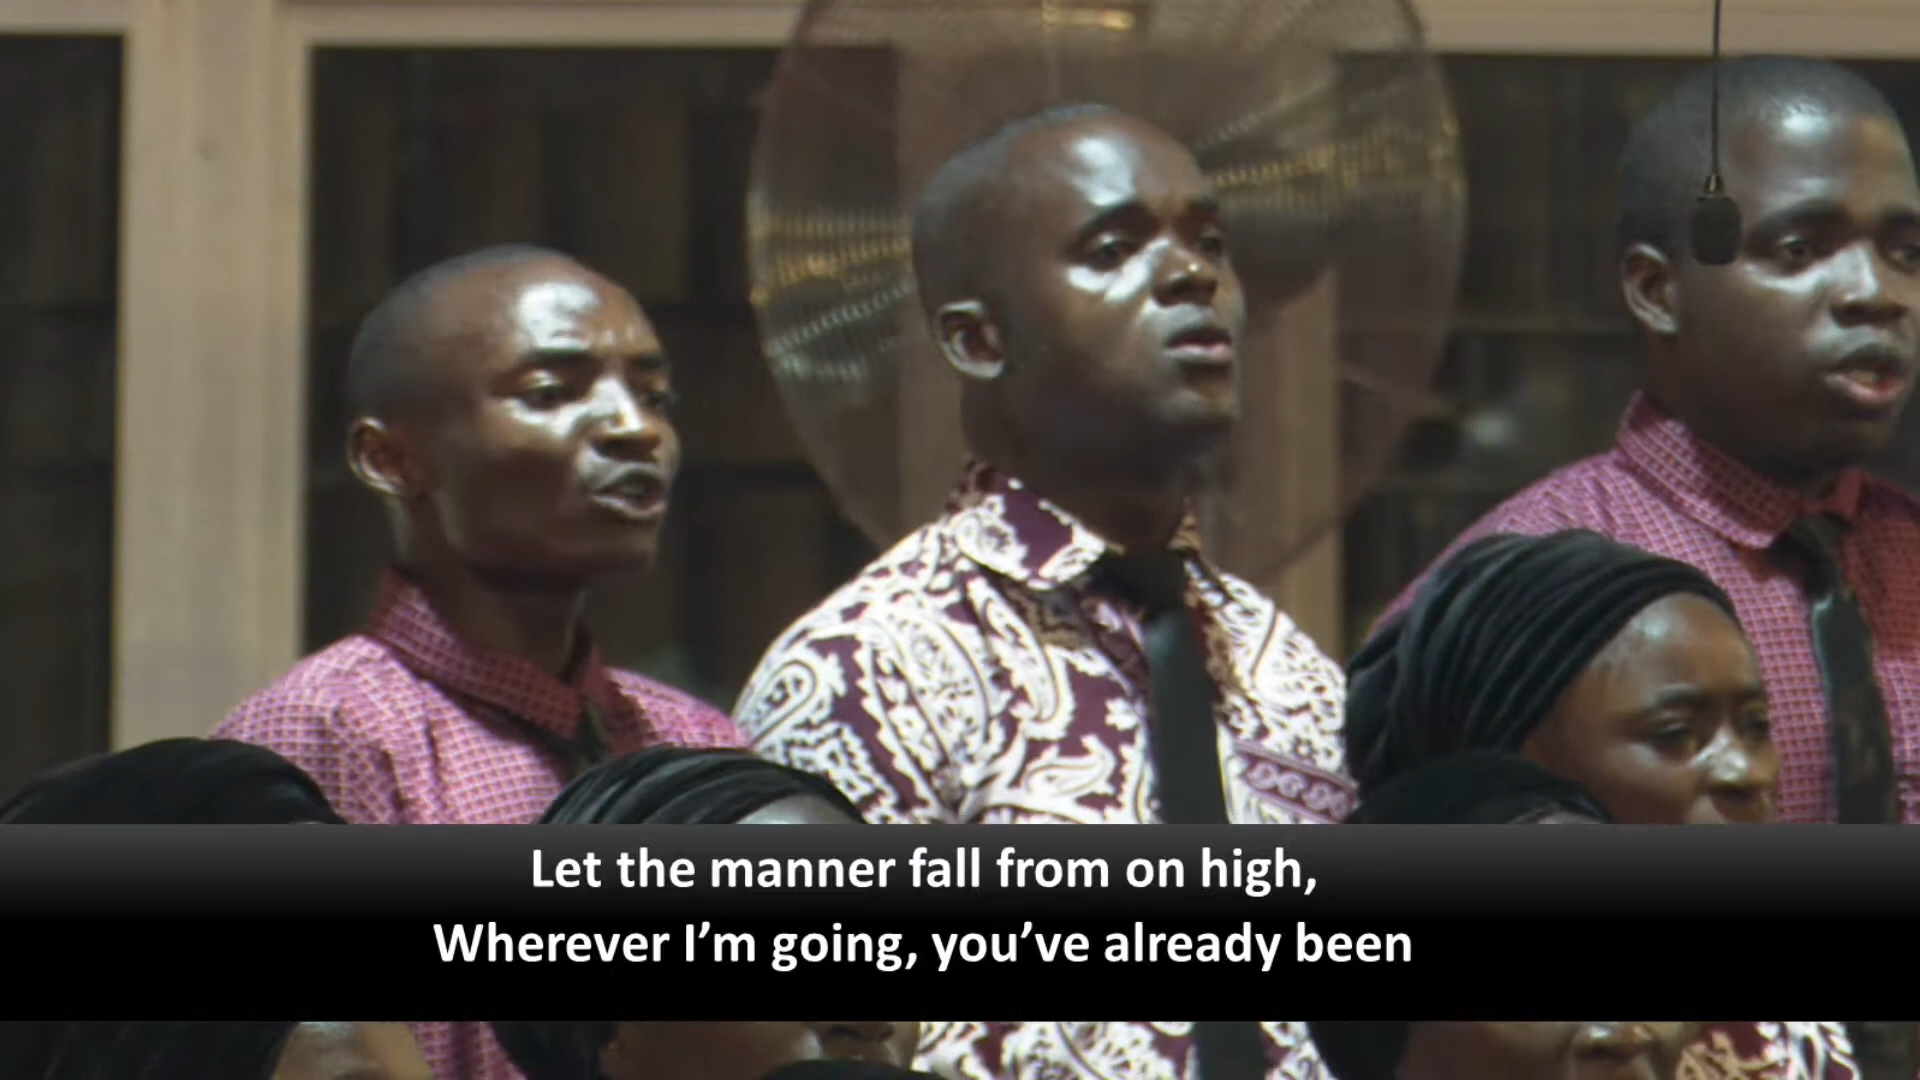 Let the manner fall from on high,
Wherever I’m going, you’ve already been